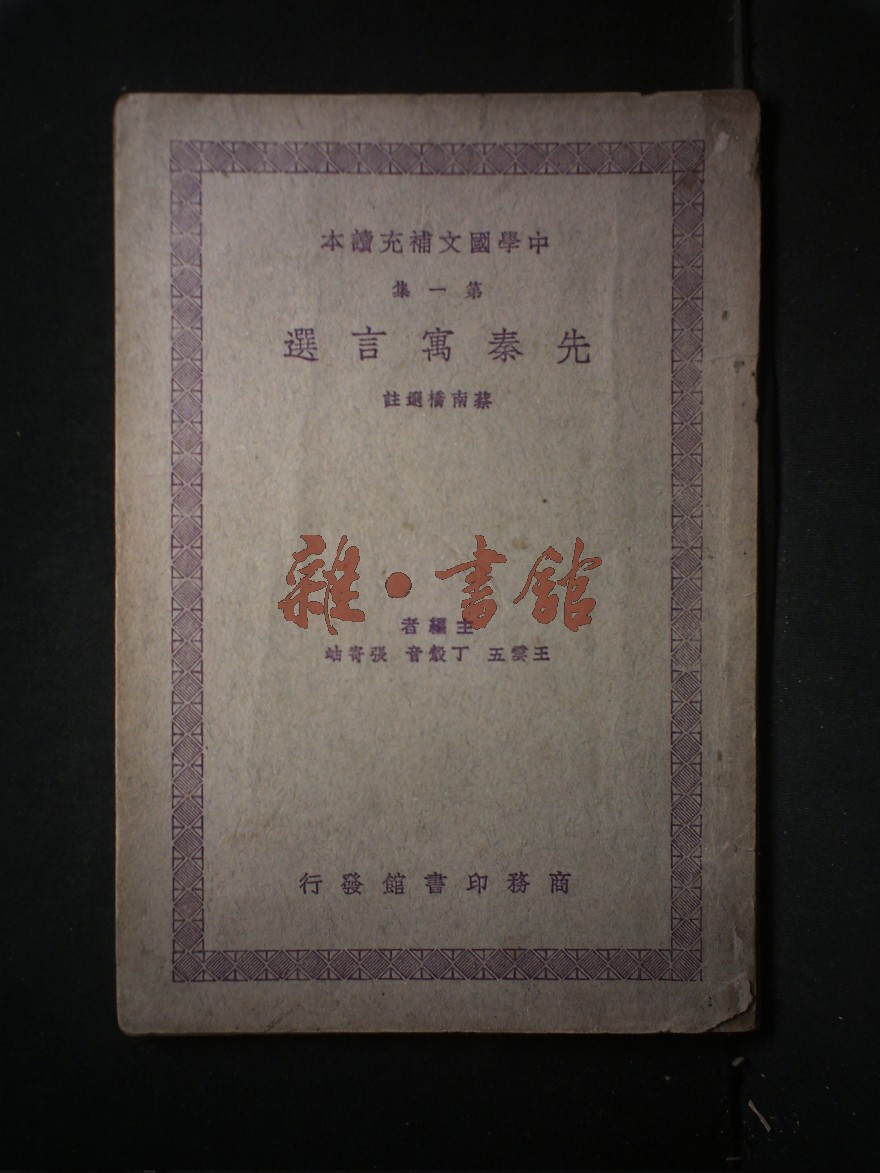 中學國文補充讀本
第一集
先秦寓言選
蔡南橋選註
雜·書館
主編者
王雲五 丁瑴音 張寄岫
商務印書館發行